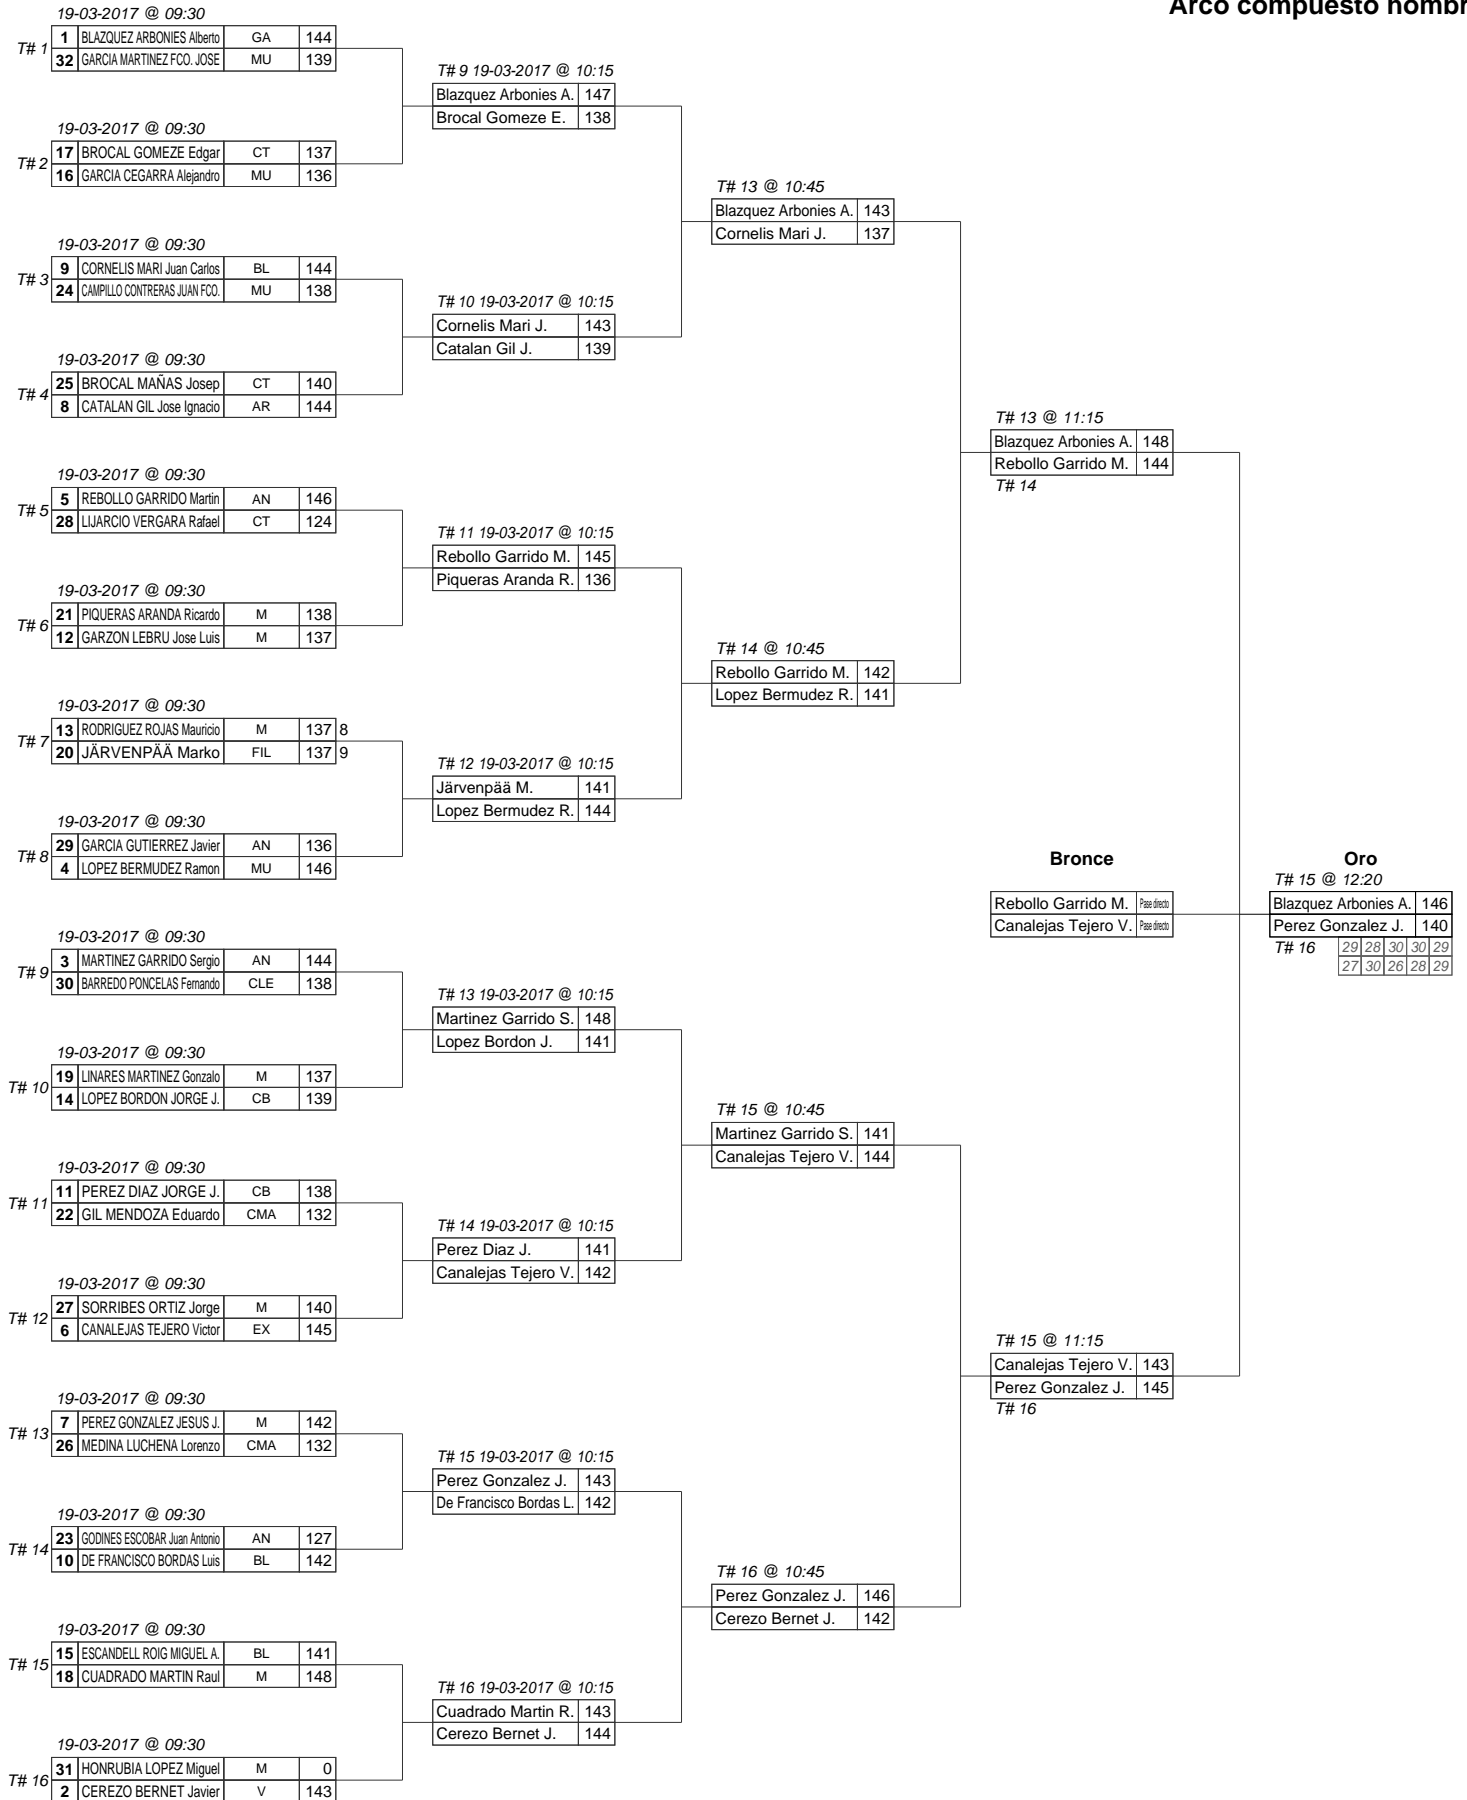 Arco compuesto hombr
19-03-2017 @ 09:30
T# 1
1 BLAZQUEZ ARBONIES Alberto GA 144
32 GARCIA MARTINEZ FCO. JOSE MU 139
19-03-2017 @ 09:30
T# 2
17 BROCAL GOMEZE Edgar CT 137
16 GARCIA CEGARRA Alejandro MU 136
19-03-2017 @ 09:30
T# 3
9 CORNELIS MARI Juan Carlos BL 144
24 CAMPILLO CONTRERAS JUAN FCO. MU 138
19-03-2017 @ 09:30
T# 4
25 BROCAL MAÑAS Josep CT 140
8 CATALAN GIL Jose Ignacio AR 144
19-03-2017 @ 09:30
T# 5
5 REBOLLO GARRIDO Martin AN 146
28 LIJARCIO VERGARA Rafael CT 124
19-03-2017 @ 09:30
T# 6
21 PIQUERAS ARANDA Ricardo M 138
12 GARZON LEBRU Jose Luis M 137
19-03-2017 @ 09:30
T# 7
13 RODRIGUEZ ROJAS Mauricio M 137 8
20 JÄRVENPÄÄ Marko FIL 137 9
19-03-2017 @ 09:30
T# 8
29 GARCIA GUTIERREZ Javier AN 136
4 LOPEZ BERMUDEZ Ramon MU 146
19-03-2017 @ 09:30
T# 9
3 MARTINEZ GARRIDO Sergio AN 144
30 BARREDO PONCELAS Fernando CLE 138
19-03-2017 @ 09:30
T# 10
19 LINARES MARTINEZ Gonzalo M 137
14 LOPEZ BORDON JORGE J. CB 139
19-03-2017 @ 09:30
T# 11
11 PEREZ DIAZ JORGE J. CB 138
22 GIL MENDOZA Eduardo CMA 132
19-03-2017 @ 09:30
T# 12
27 SORRIBES ORTIZ Jorge M 140
6 CANALEJAS TEJERO Victor EX 145
19-03-2017 @ 09:30
T# 13
7 PEREZ GONZALEZ JESUS J. M 142
26 MEDINA LUCHENA Lorenzo CMA 132
19-03-2017 @ 09:30
T# 14
23 GODINES ESCOBAR Juan Antonio AN 127
10 DE FRANCISCO BORDAS Luis BL 142
19-03-2017 @ 09:30
T# 15
15 ESCANDELL ROIG MIGUEL A. BL 141
18 CUADRADO MARTIN Raul M 148
19-03-2017 @ 09:30
T# 16
31 HONRUBIA LOPEZ Miguel M 0
2 CEREZO BERNET Javier V 143
T# 9 19-03-2017 @ 10:15
Blazquez Arbonies A. 147
Brocal Gomeze E. 138
T# 10 19-03-2017 @ 10:15
Cornelis Mari J. 143
Catalan Gil J. 139
T# 11 19-03-2017 @ 10:15
Rebollo Garrido M. 145
Piqueras Aranda R. 136
T# 12 19-03-2017 @ 10:15
Järvenpää M. 141
Lopez Bermudez R. 144
T# 13 19-03-2017 @ 10:15
Martinez Garrido S. 148
Lopez Bordon J. 141
T# 14 19-03-2017 @ 10:15
Perez Diaz J. 141
Canalejas Tejero V. 142
T# 15 19-03-2017 @ 10:15
Perez Gonzalez J. 143
De Francisco Bordas L. 142
T# 16 19-03-2017 @ 10:15
Cuadrado Martin R. 143
Cerezo Bernet J. 144
T# 13 @ 10:45
Blazquez Arbonies A. 143
Cornelis Mari J. 137
T# 14 @ 10:45
Rebollo Garrido M. 142
Lopez Bermudez R. 141
T# 15 @ 10:45
Martinez Garrido S. 141
Canalejas Tejero V. 144
T# 16 @ 10:45
Perez Gonzalez J. 146
Cerezo Bernet J. 142
T# 13 @ 11:15
Blazquez Arbonies A. 148
Rebollo Garrido M. 144
T# 14
Bronce
Rebollo Garrido M. Pase directo
Canalejas Tejero V. Pase directo
T# 15 @ 11:15
Canalejas Tejero V. 143
Perez Gonzalez J. 145
T# 16
Oro
T# 15 @ 12:20
Blazquez Arbonies A. 146
Perez Gonzalez J. 140
T# 16 29 28 30 30 29
27 30 26 28 29